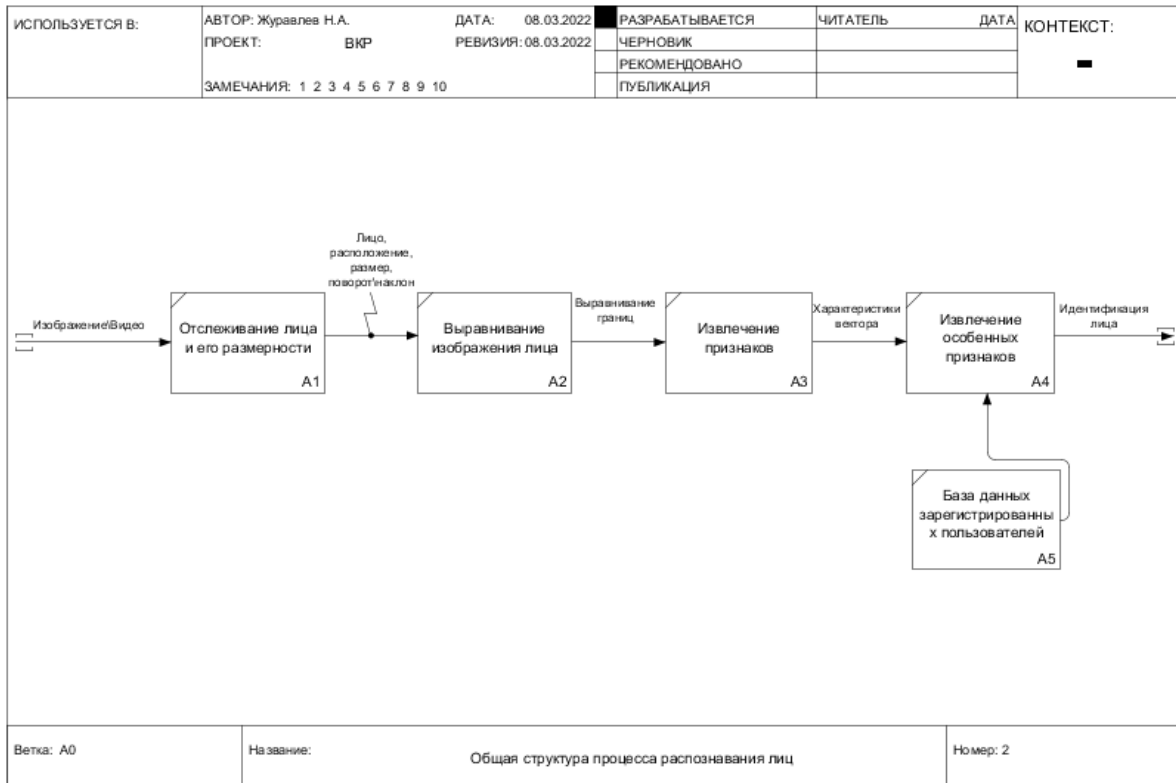 ИСПОЛЬЗУЕТСЯ В:
АВТОР: Журавлев Н.А.
ДАТА: 08.03.2022
ПРОЕКТ: ВКР
РЕВИЗИЯ: 08.03.2022
ЗАМЕЧАНИЯ: 1 2 3 4 5 6 7 8 9 10
РАЗРАБАТЫВАЕТСЯ
ЧЕРНОВИК
РЕКОМЕНДОВАНО
ПУБЛИКАЦИЯ
ЧИТАТЕЛЬ ДАТА
КОНТЕКСТ:
Изображение\Видео
Отслеживание лица
и его размерности
A1
Лицо,
расположение,
размер,
поворот\наклон
Выравнивание
изображения лица
A2
Выравнивание
границ
Извлечение
признаков
A3
Характеристики
вектора
Извлечение
особенных
признаков
A4
Идентификация
лица
База данных
зарегистрированны
х пользователей
A5
Ветка: A0
Название:
Общая структура процесса распознавания лиц
Номер: 2